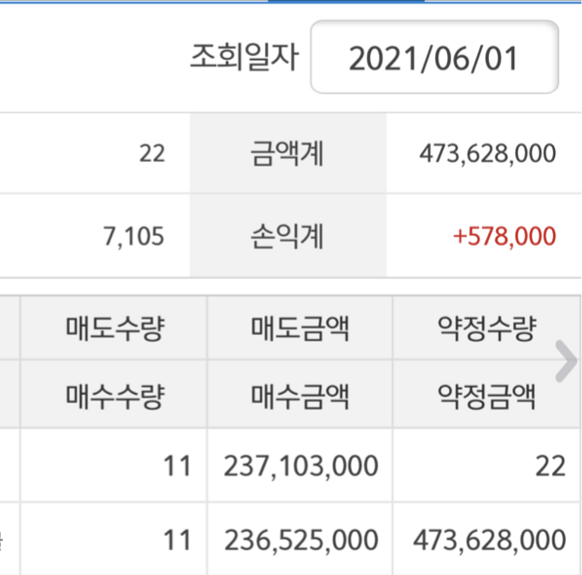 조회일자 2021/06/01
22 금액계 473,628,000
7,105 손익계 +578,000
매도수량 매도금액 약정수량
매수수량 매수금액 약정금액
11 237,103,000 22
11 236,525,000 473,628,000